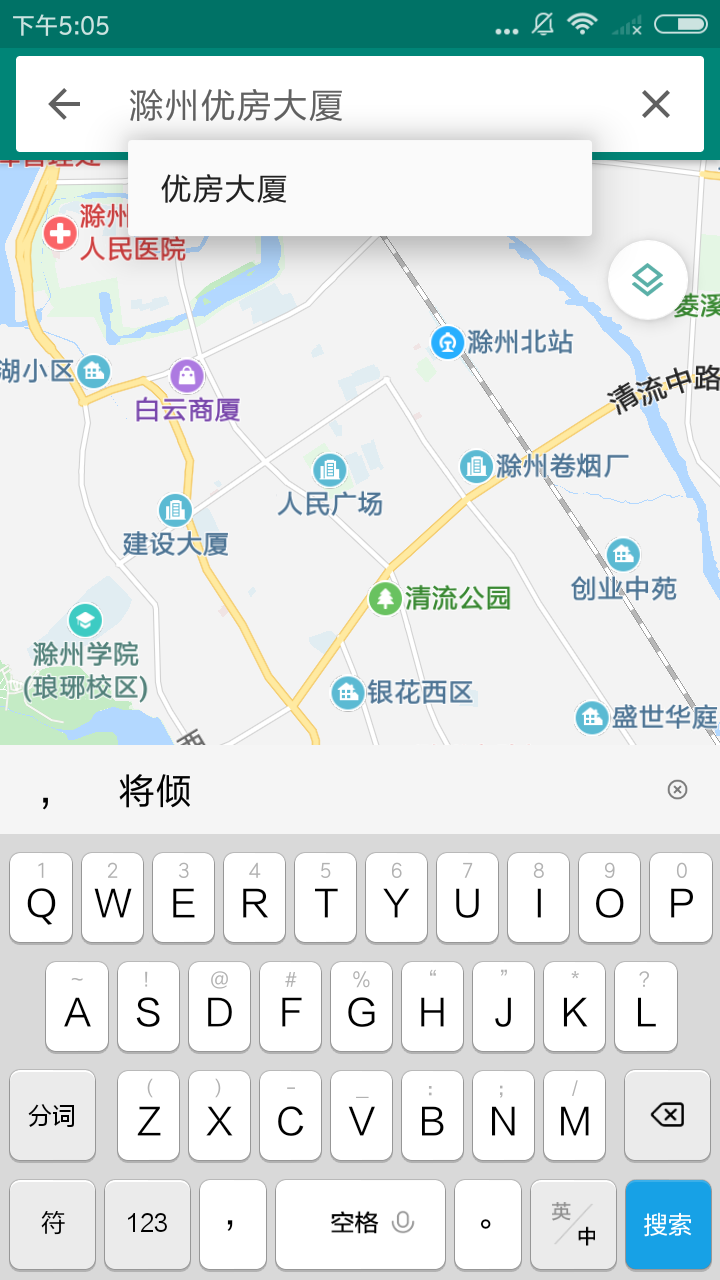 下午5:05
滁州优房大厦
优房大厦
滁州
人民医院
菱溪
滁州北站
湖小区
清流中路
白云商厦
滁州卷烟厂
人民广场
建设大厦
创业中苑
清流公园
滁州学院
(琅琊校区)
银花西区
盛世华庭
西
, 将倾
1 2 3 4 5 6 7 8 9 0
Q W E R T Y U I O P
~ ! @ # % “ ” * ?
A S D F G H J K L
( ) - _ : ; /
分词 Z X C V B N M
符 123 , 空格 。 英/中 搜索